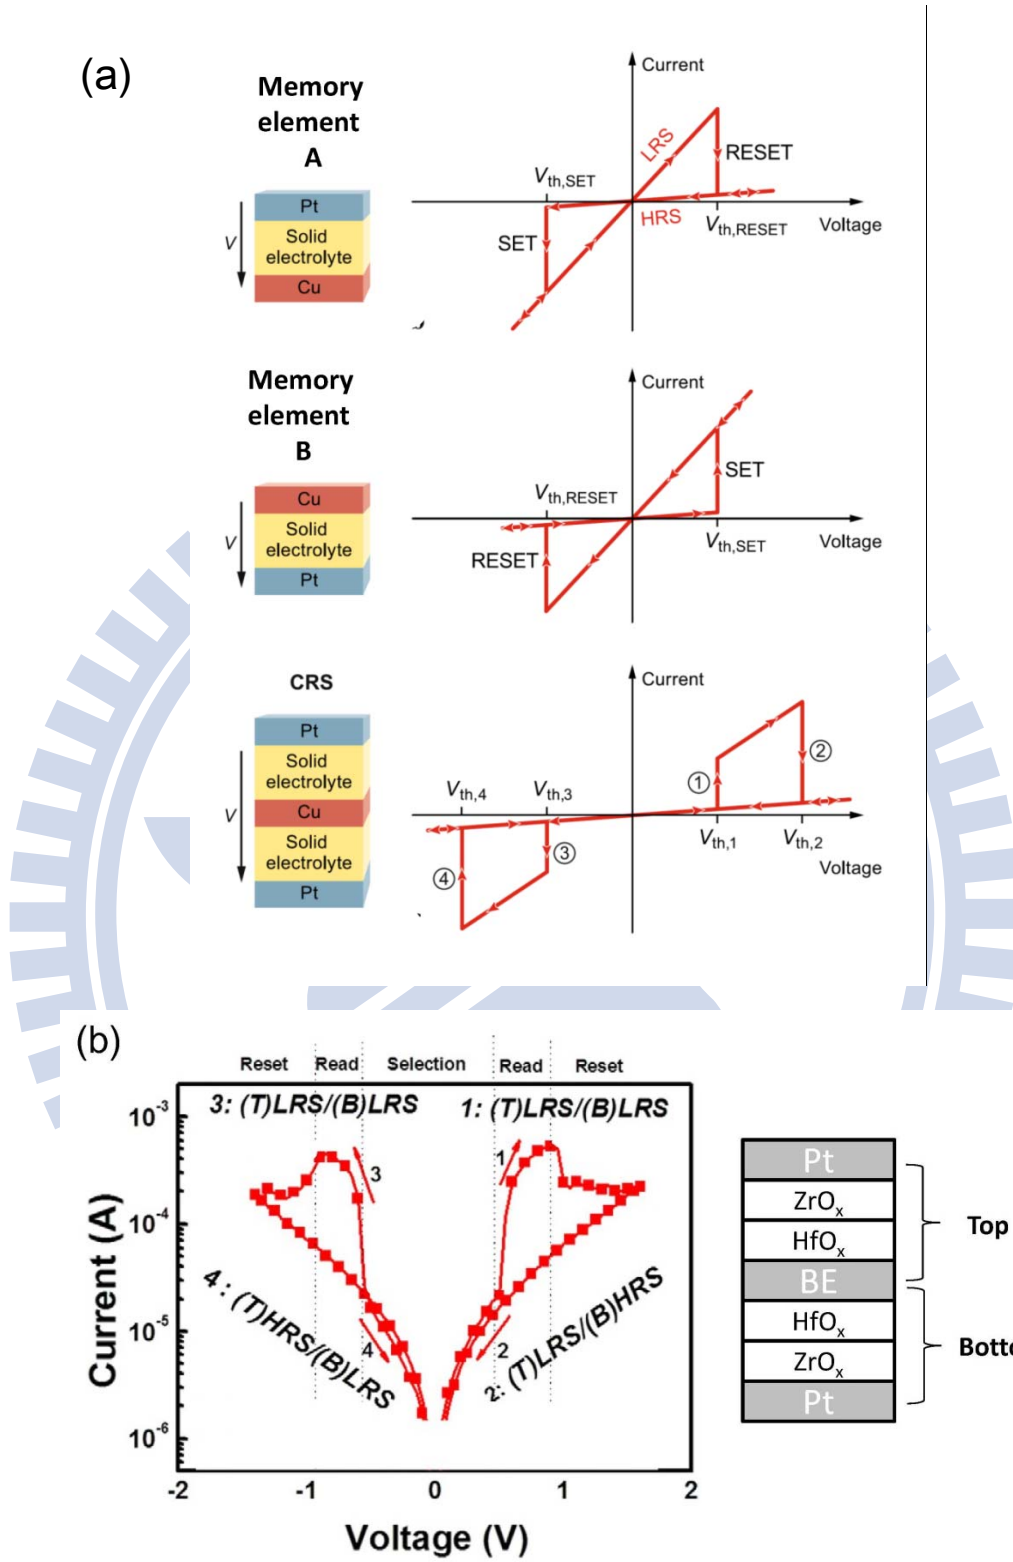 (a)
Memory
element
A
Pt
Solid
electrolyte
Cu
V
Current
LRS
RESET
Vth,SET
HRS
Vth,RESET
Voltage
SET
Memory
element
B
Cu
Solid
electrolyte
Pt
V
Current
SET
Vth,RESET
Vth,SET
Voltage
RESET
CRS
Pt
Solid
electrolyte
Cu
Solid
electrolyte
Pt
V
Current
①
②
Vth,4
Vth,3
Vth,1
Vth,2
③
④
Voltage
(b)
Reset Read Selection Read Reset
3: (T)LRS/(B)LRS
1: (T)LRS/(B)LRS
10-3
10-4
10-5
10-6
Current (A)
1
3
4
2
4: (T)HRS/(B)LRS
2: (T)LRS/(B)HRS
-2 -1 0 1 2
Voltage (V)
Pt
ZrOx
HfOx
BE
HfOx
ZrOx
Pt
Top
Botto